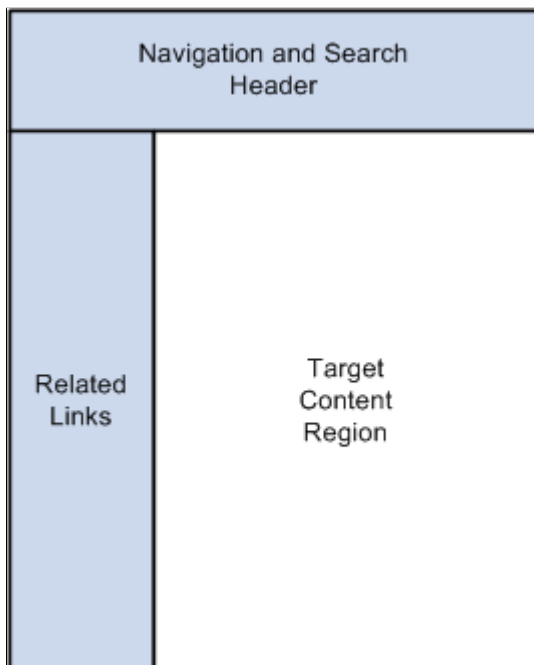 Navigation and Search
Header
Related
Links
Target
Content
Region